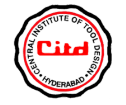 CENTRAL INSTITUTE OF TOOL DESIGN
Citd
HYDERABAD